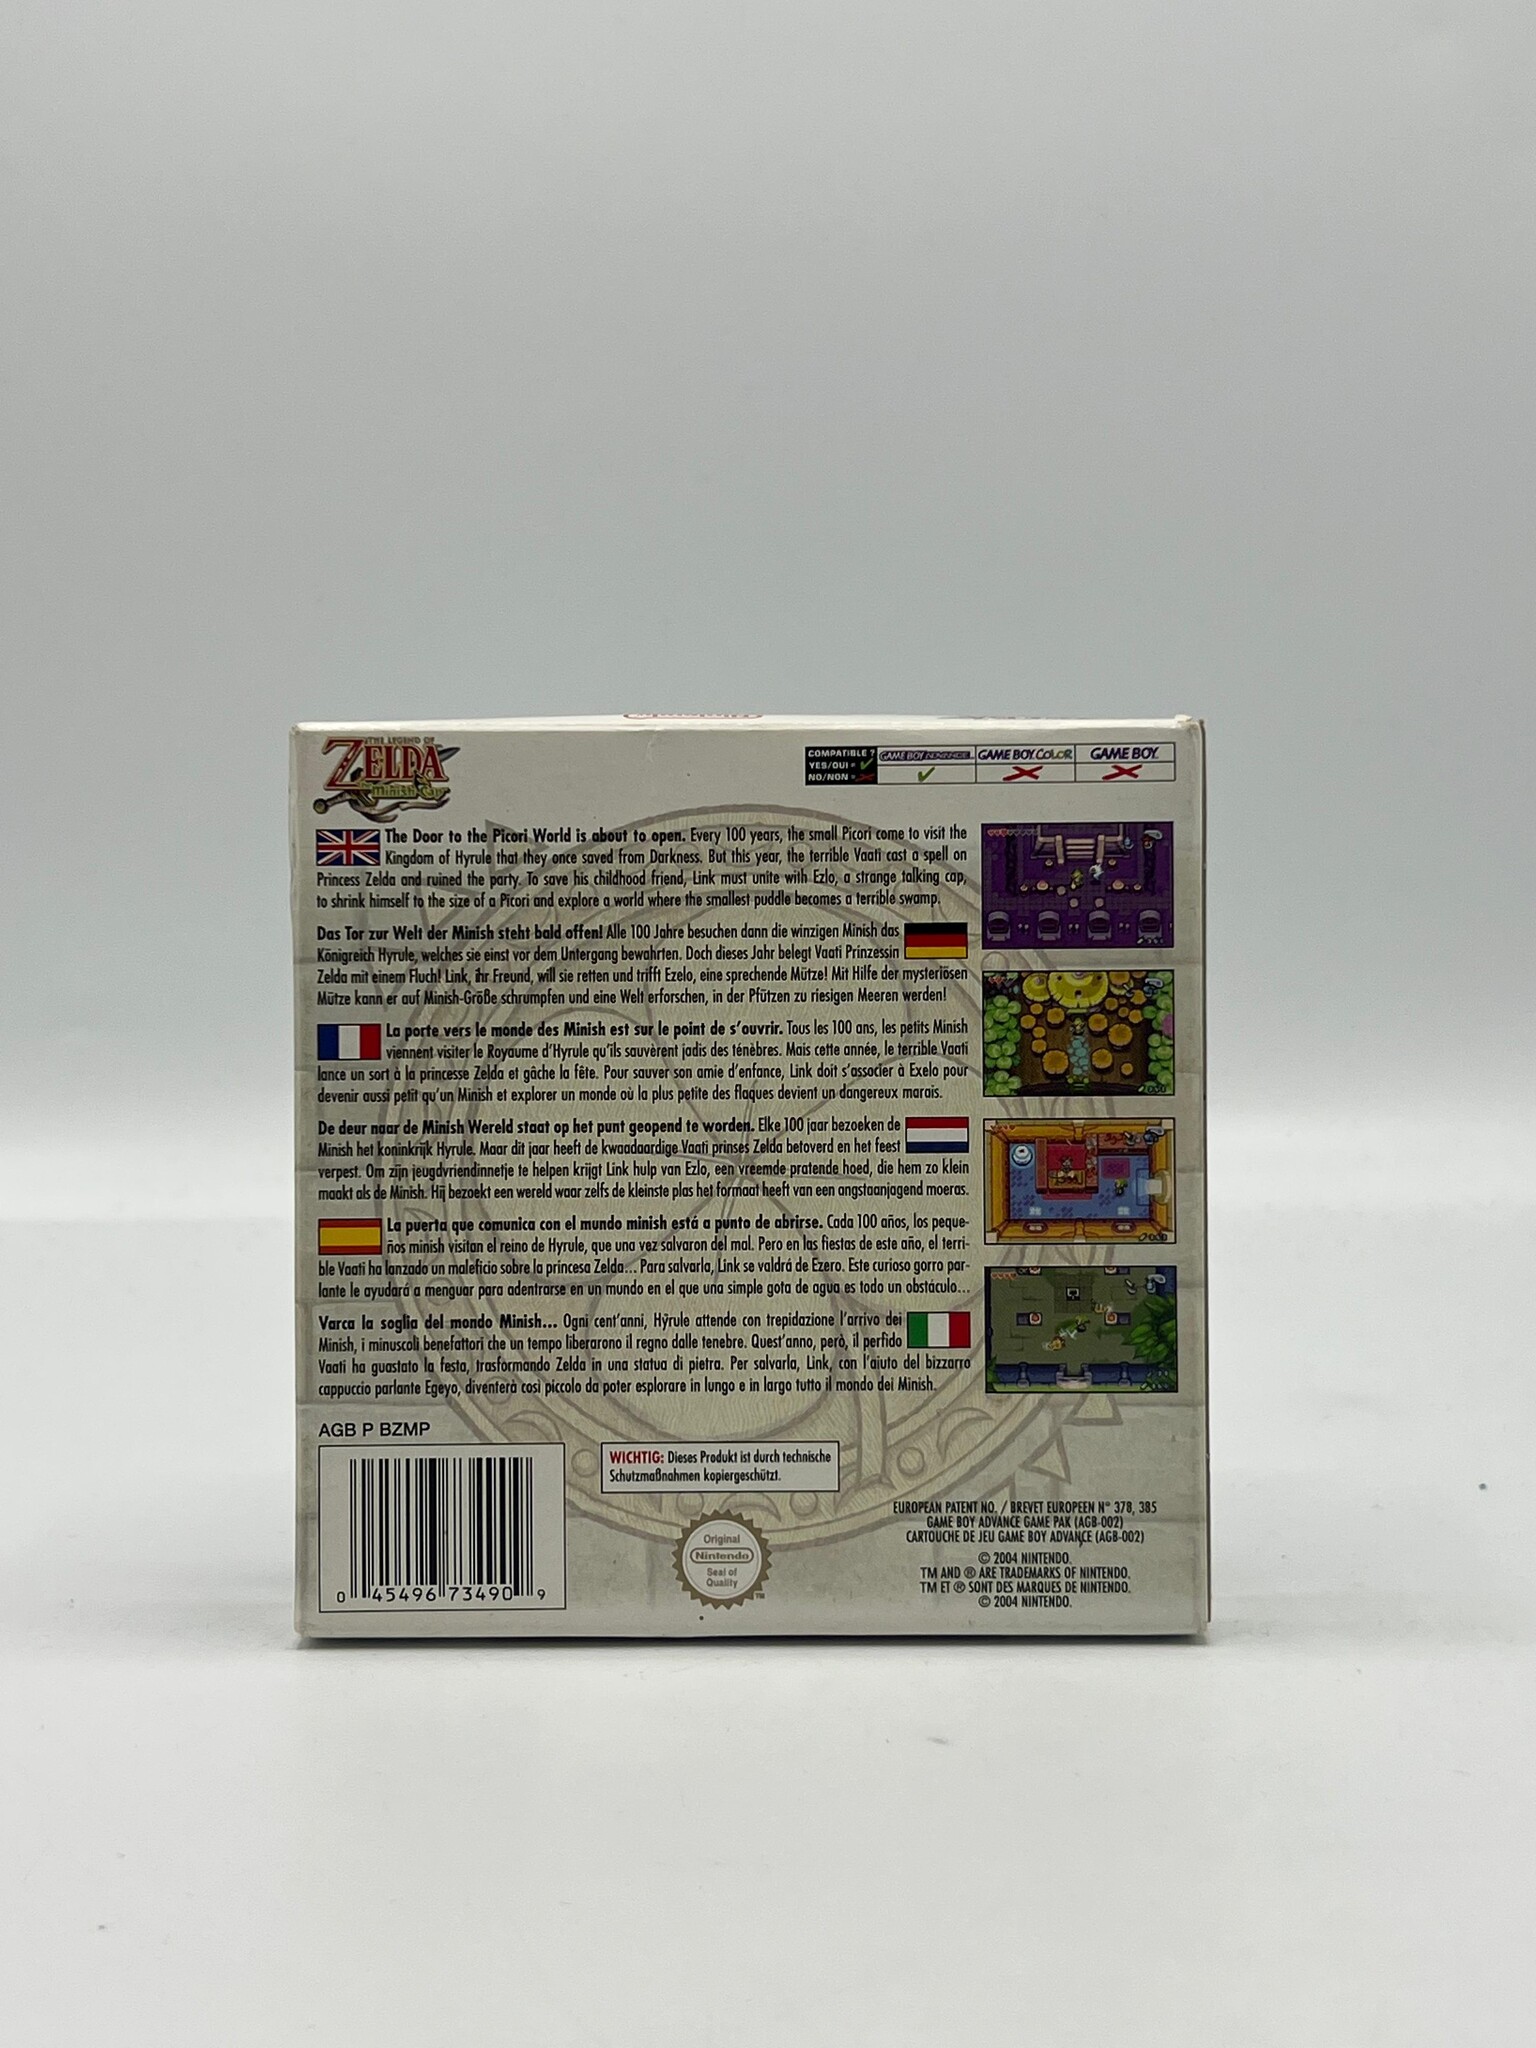 THE LEGEND OF
ZELDA
The Minish Cap
COMPATIBLE ?
YES/OUI =
NO/NON =
GAME BOY ADVANCE
GAME BOY COLOR
GAME BOY
The Door to the Picori World is about to open. Every 100 years, the small Picori come to visit the
Kingdom of Hyrule that they once saved from Darkness. But this year, the terrible Vaati cast a spell on
Princess Zelda and ruined the party. To save his childhood friend, Link must unite with Ezlo, a strange talking cap,
to shrink himself to the size of a Picori and explore a world where the smallest puddle becomes a terrible swamp.
Das Tor zur Welt der Minish steht bald offen! Alle 100 Jahre besuchen dann die winzigen Minish das
Königreich Hyrule, welches sie einst vor dem Untergang bewahrten. Doch dieses Jahr belegt Vaati Prinzessin
Zelda mit einem Fluch! Link, ihr Freund, will sie retten und trifft Ezelo, eine sprechende Mütze! Mit Hilfe der mysteriösen
Mütze kann er auf Minish-Größe schrumpfen und eine Welt erforschen, in der Pfützen zu riesigen Meeren werden!
La porte vers le monde des Minish est sur le point de s'ouvrir. Tous les 100 ans, les petits Minish
viennent visiter le Royaume d'Hyrule qu'ils sauvèrent jadis des ténèbres. Mais cette année, le terrible Vaati
lance un sort à la princesse Zelda et gâche la fête. Pour sauver son amie d'enfance, Link doit s'associer à Exelo pour
devenir aussi petit qu'un Minish et explorer un monde où la plus petite des flaques devient un dangereux marais.
De deur naar de Minish Wereld staat op het punt geopend te worden. Elke 100 jaar bezoeken de
Minish het koninkrijk Hyrule. Maar dit jaar heeft de kwaadaardige Vaati prinses Zelda betoverd en het feest
verpest. Om zijn jeugdvriendinnetje te helpen krijgt Link hulp van Ezlo, een vreemde pratende hoed, die hem zo klein
maakt als de Minish. Hij bezoekt een wereld waar zelfs de kleinste plas het formaat heeft van een angstaanjagend moeras.
La puerta que comunica con el mundo minish está a punto de abrirse. Cada 100 años, los peque-
ños minish visitan el reino de Hyrule, que una vez salvaron del mal. Pero en las fiestas de este año, el terri-
ble Vaati ha lanzado un maleficio sobre la princesa Zelda... Para salvarla, Link se valdrá de Ezero. Este curioso gorro par-
lante le ayudará a menguar para adentrarse en un mundo en el que una simple gota de agua es todo un obstáculo...
Varca la soglia del mondo Minish... Ogni cent'anni, Hyrule attende con trepidazione l'arrivo dei
Minish, i minuscoli benefattori che un tempo liberarono il regno dalle tenebre. Quest'anno, però, il perfido
Vaati ha guastato la festa, trasformando Zelda in una statua di pietra. Per salvarla, Link, con l'aiuto del bizzarro
cappuccio parlante Egeyo, diventerà così piccolo da poter esplorare in lungo e in largo tutto il mondo dei Minish.
AGB P BZMP
0 45496 73490 9
WICHTIG: Dieses Produkt ist durch technische
Schutzmaßnahmen kopiergeschützt.
Original
Nintendo
Seal of
Quality
TM
EUROPEAN PATENT NO. / BREVET EUROPEEN N° 378, 385
GAME BOY ADVANCE GAME PAK (AGB-002)
CARTOUCHE DE JEU GAME BOY ADVANCE (AGB-002)
© 2004 NINTENDO.
TM AND ® ARE TRADEMARKS OF NINTENDO.
TM ET ® SONT DES MARQUES DE NINTENDO.
© 2004 NINTENDO.